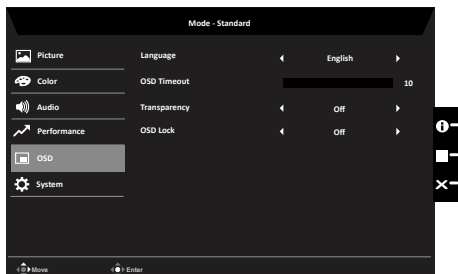 Mode - Standard
Picture
Language English
Color
OSD Timeout 10
Audio
Transparency Off
Performance
OSD Lock Off
OSD
System
Move Enter